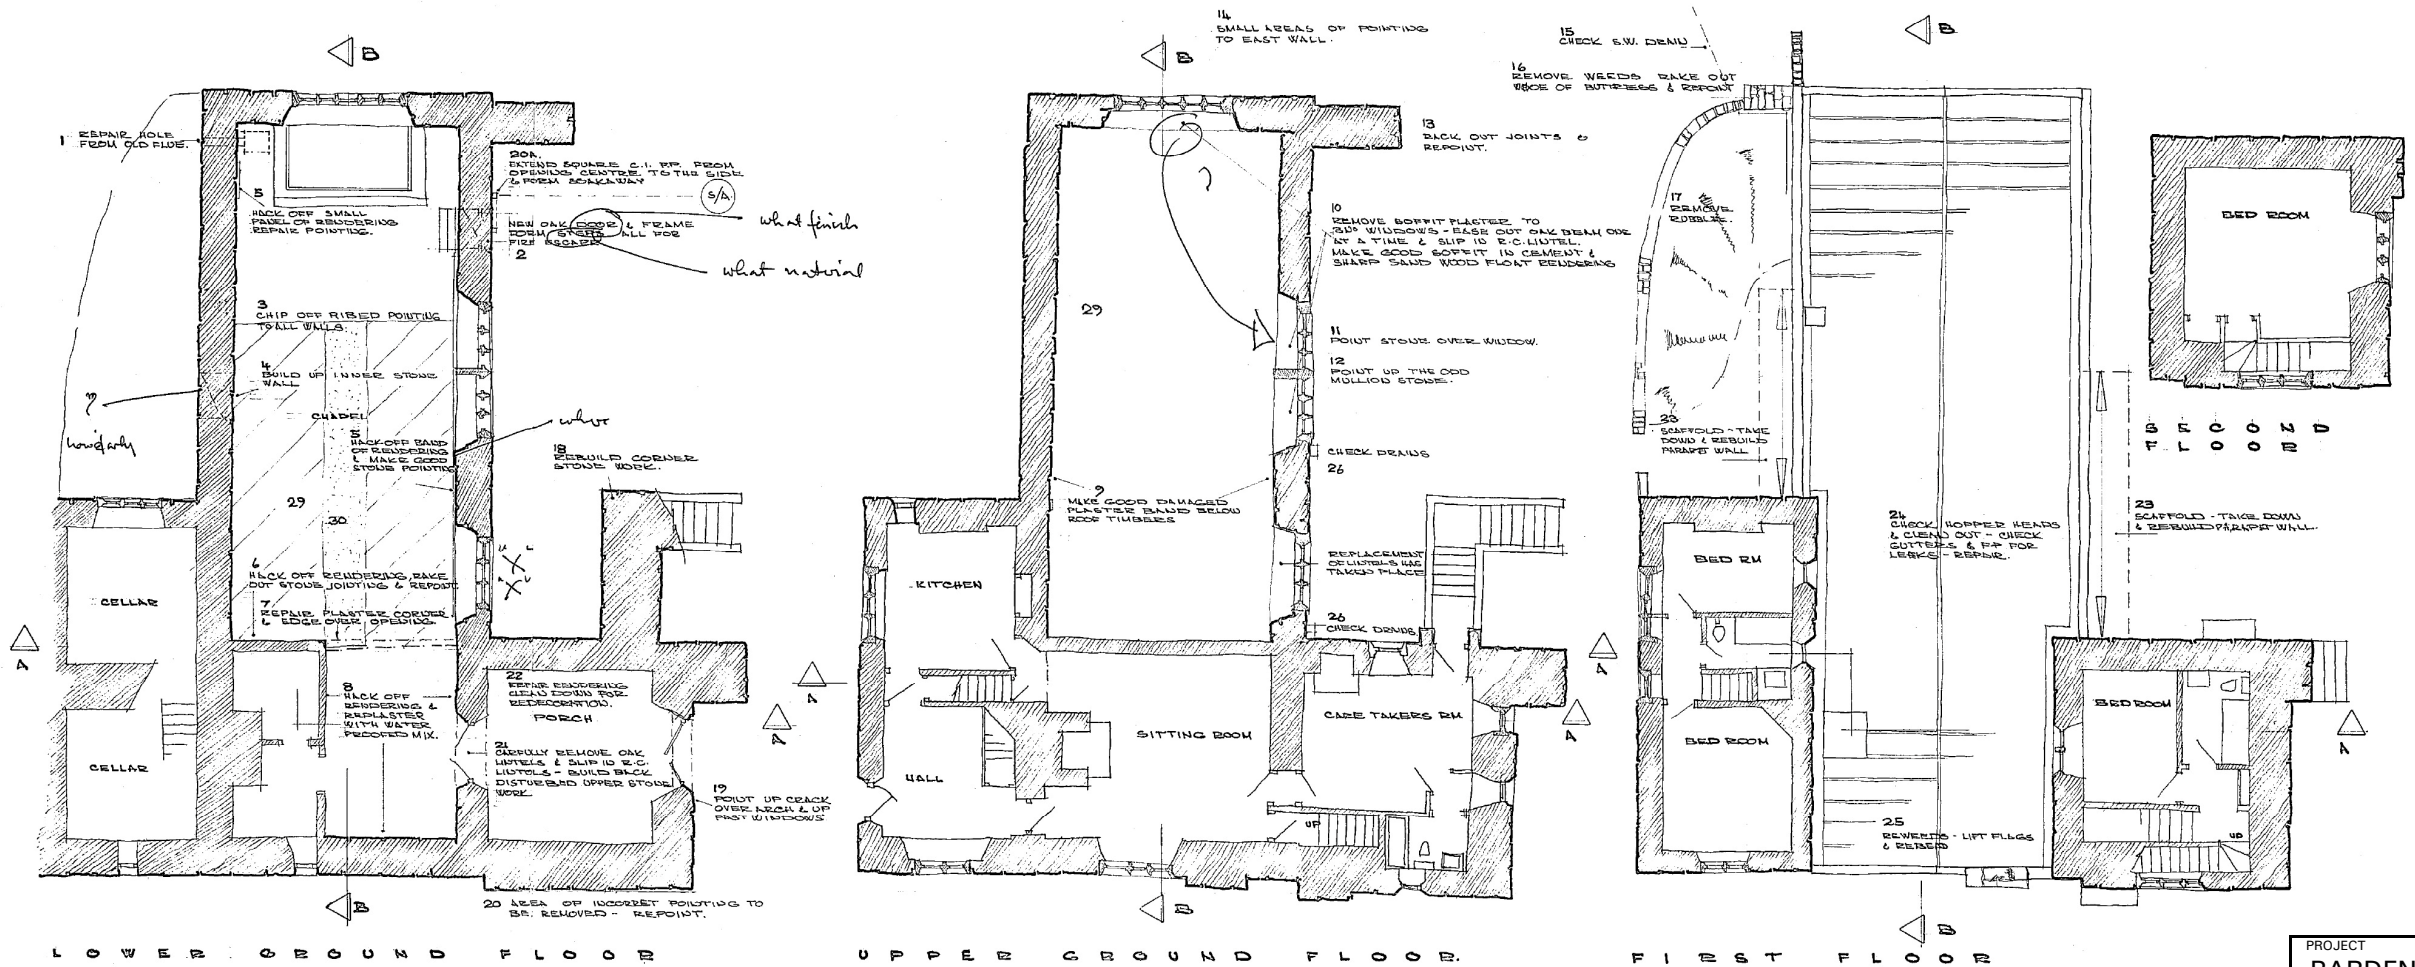 B
1 REPAIR HOLE
FROM OLD FLUE.
5
HACK OFF SMALL
PANEL OF RENDERING
REPAIR POINTING.
20A.
EXTEND SQUARE C.I. R.P. FROM
OPENING CENTRE TO THE SIDE
& FORM SOAKAWAY
S/A
NEW OAK DOOR & FRAME
FORM STEPS ALL FOR
FIRE ESCAPE
2
what finish
what material
3
CHIP OFF RIBED POINTING
TO ALL WALLS.
4
BUILD UP INNER STONE
WALL
?
CHAPEL
5
HACK OFF BAND
OF RENDERING
& MAKE GOOD
STONE POINTING
18
REBUILD CORNER
STONE WORK.
29
30
"X"
"X"
6
HACK OFF RENDERING, RAKE
OUT STONE JOINTING & REPOINT
7
REPAIR PLASTER CORNER
& EDGE OVER OPENING.
CELLAR
A
8
HACK OFF
RENDERING &
REPLASTER
WITH WATER
PROOFED MIX.
22
REPAIR RENDERING
CLEAN DOWN FOR
REDECORATION.
PORCH
21
CARFULLY REMOVE OAK
LINTELS & SLIP IN R.C.
LINTOLS - BUILD BACK
DISTURBED UPPER STONE
WORK
A
19
POINT UP CRACK
OVER ARCH & UP
PAST WINDOWS
CELLAR
B
20 AREA OF INCORRET POINTING TO
BE REMOVED - REPOINT.
LOWER GROUND FLOOR
B
14
SMALL AREAS OF POINTING
TO EAST WALL.
13
RACK OUT JOINTS &
REPOINT.
?
10
REMOVE SOFFIT PLASTER TO
3No WINDOWS - EASE OUT OAK BEAM ONE
AT A TIME & SLIP IN R.C. LINTEL.
MAKE GOOD SOFFIT IN CEMENT &
SHARP SAND WOOD FLOAT RENDERING
29
11
POINT STONE OVER WINDOW.
12
POINT UP THE ODD
MULLION STONE.
CHECK DRAINS
26
9
MAKE GOOD DAMAGED
PLASTER BAND BELOW
ROOF TIMBERS
REPLACEMENT
OF LINTELS HAS
TAKEN PLACE
KITCHEN
26
CHECK DRAINS
A
A
SITTING ROOM
CARE TAKERS RM
HALL
UP
B
UPPER GROUND FLOOR.
B
15
CHECK S.W. DRAIN
16
REMOVE WEEDS RAKE OUT
NOSE OF BUTTRESS & REPOINT
17
REMOVE
RUBBLE.
23
SCAFFOLD - TAKE
DOWN & REBUILD
PARAPET WALL
24
CHECK HOPPER HEADS
& CLEAN OUT - CHECK
GUTTERS & F.P FOR
LEAKS - REPAIR.
23
SCAFFOLD - TAKE DOWN
& REBUILD PARAPET WALL.
BED RM
A
BED ROOM
BEDROOM
A
UP
25
REWEEDS - LIFT FLAGS
& REBED
B
FIRST FLOOR
BED ROOM
SECOND
FLOOR
PROJECT